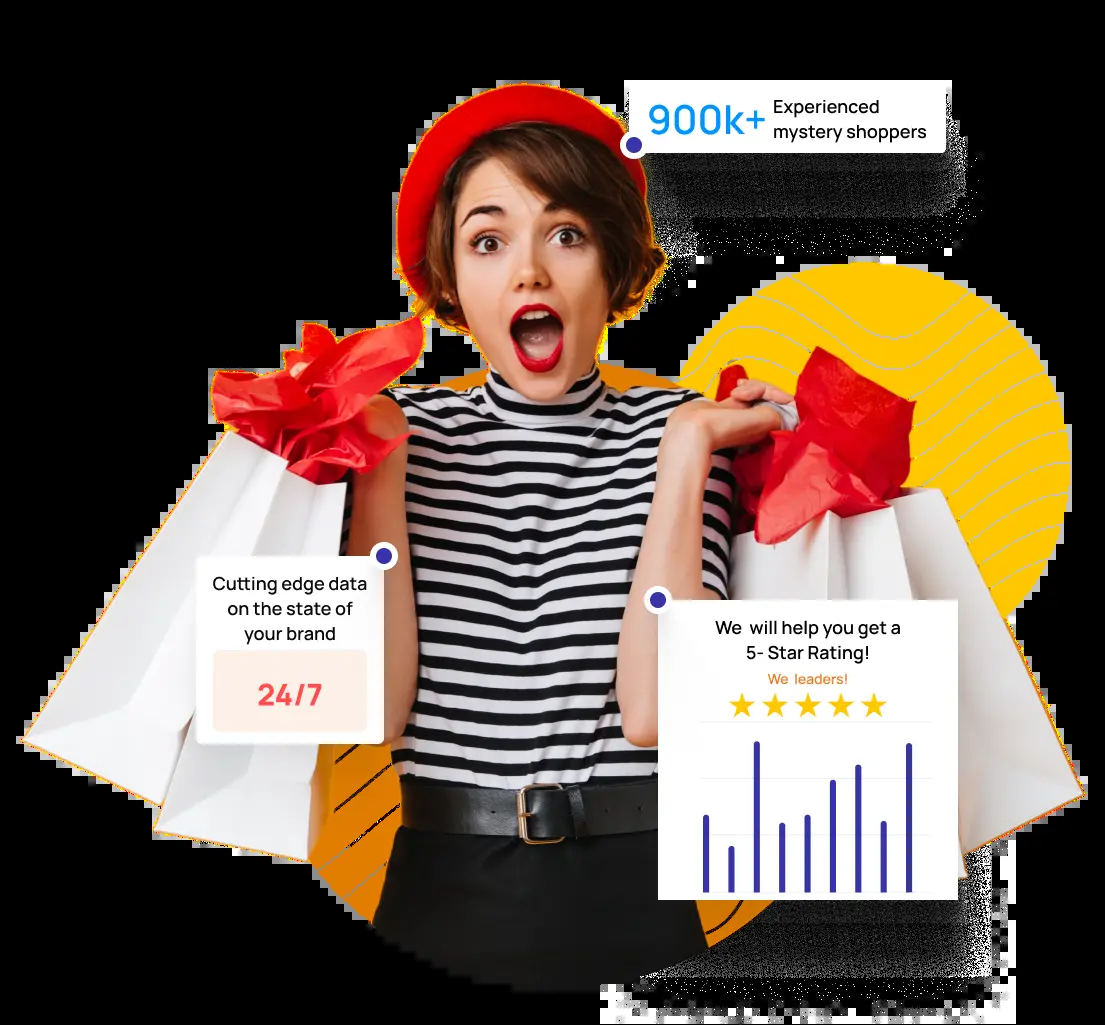 900k+
Experienced
mystery shoppers
Cutting edge data
on the state of
your brand
24/7
We will help you get a
5- Star Rating!
We leaders!